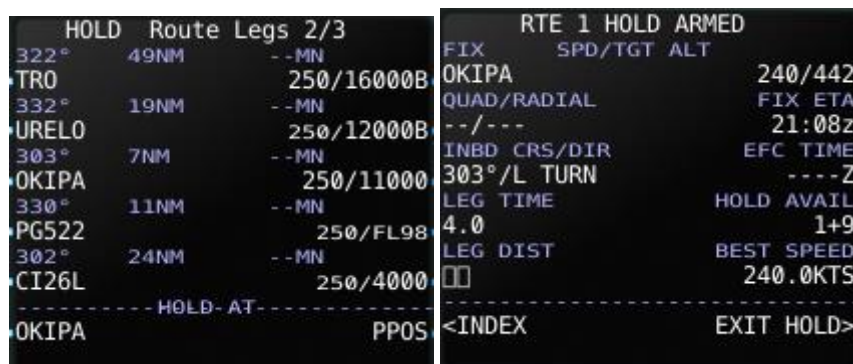 HOLD Route Legs 2/3
322° 49NM --MN
TRO 250/16000B
332° 19NM --MN
URELO 250/12000B
303° 7NM --MN
OKIPA 250/11000
330° 11NM --MN
PG522 250/FL98
302° 24NM --MN
CI26L 250/4000
----------HOLD-AT-------------
OKIPA PPOS
RTE 1 HOLD ARMED
FIX SPD/TGT ALT
OKIPA 240/442
QUAD/RADIAL FIX ETA
--/--- 21:08z
INBD CRS/DIR EFC TIME
303°/L TURN ----Z
LEG TIME HOLD AVAIL
4.0 1+9
LEG DIST BEST SPEED
▯▯ 240.0KTS
------------------------------
<INDEX EXIT HOLD>